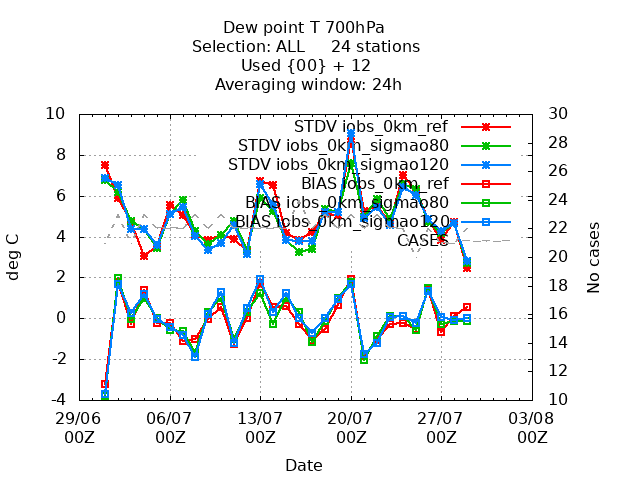 Dew point T 700hPa
Selection: ALL     24 stations
Used {00} + 12
Averaging window: 24h
STDV iobs_0km_ref
STDV iobs_0km_sigmao80
STDV iobs_0km_sigmao120
BIAS iobs_0km_ref
BIAS iobs_0km_sigmao80
BIAS iobs_0km_sigmao120
CASES
10
8
6
4
2
0
-2
-4
deg C
30
28
26
24
22
20
18
16
14
12
10
No cases
29/06 06/07 13/07 20/07 27/07 03/08
00Z 00Z 00Z 00Z 00Z 00Z
Date